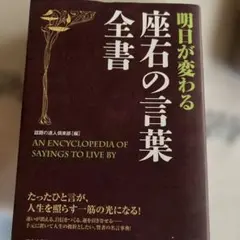 明日が変わる
座右の言葉
全書
話題の達人倶楽部[編]
AN ENCYCLOPEDIA OF
SAYINGS TO LIVE BY
たったひと言が、
人生を照らす一筋の光になる!